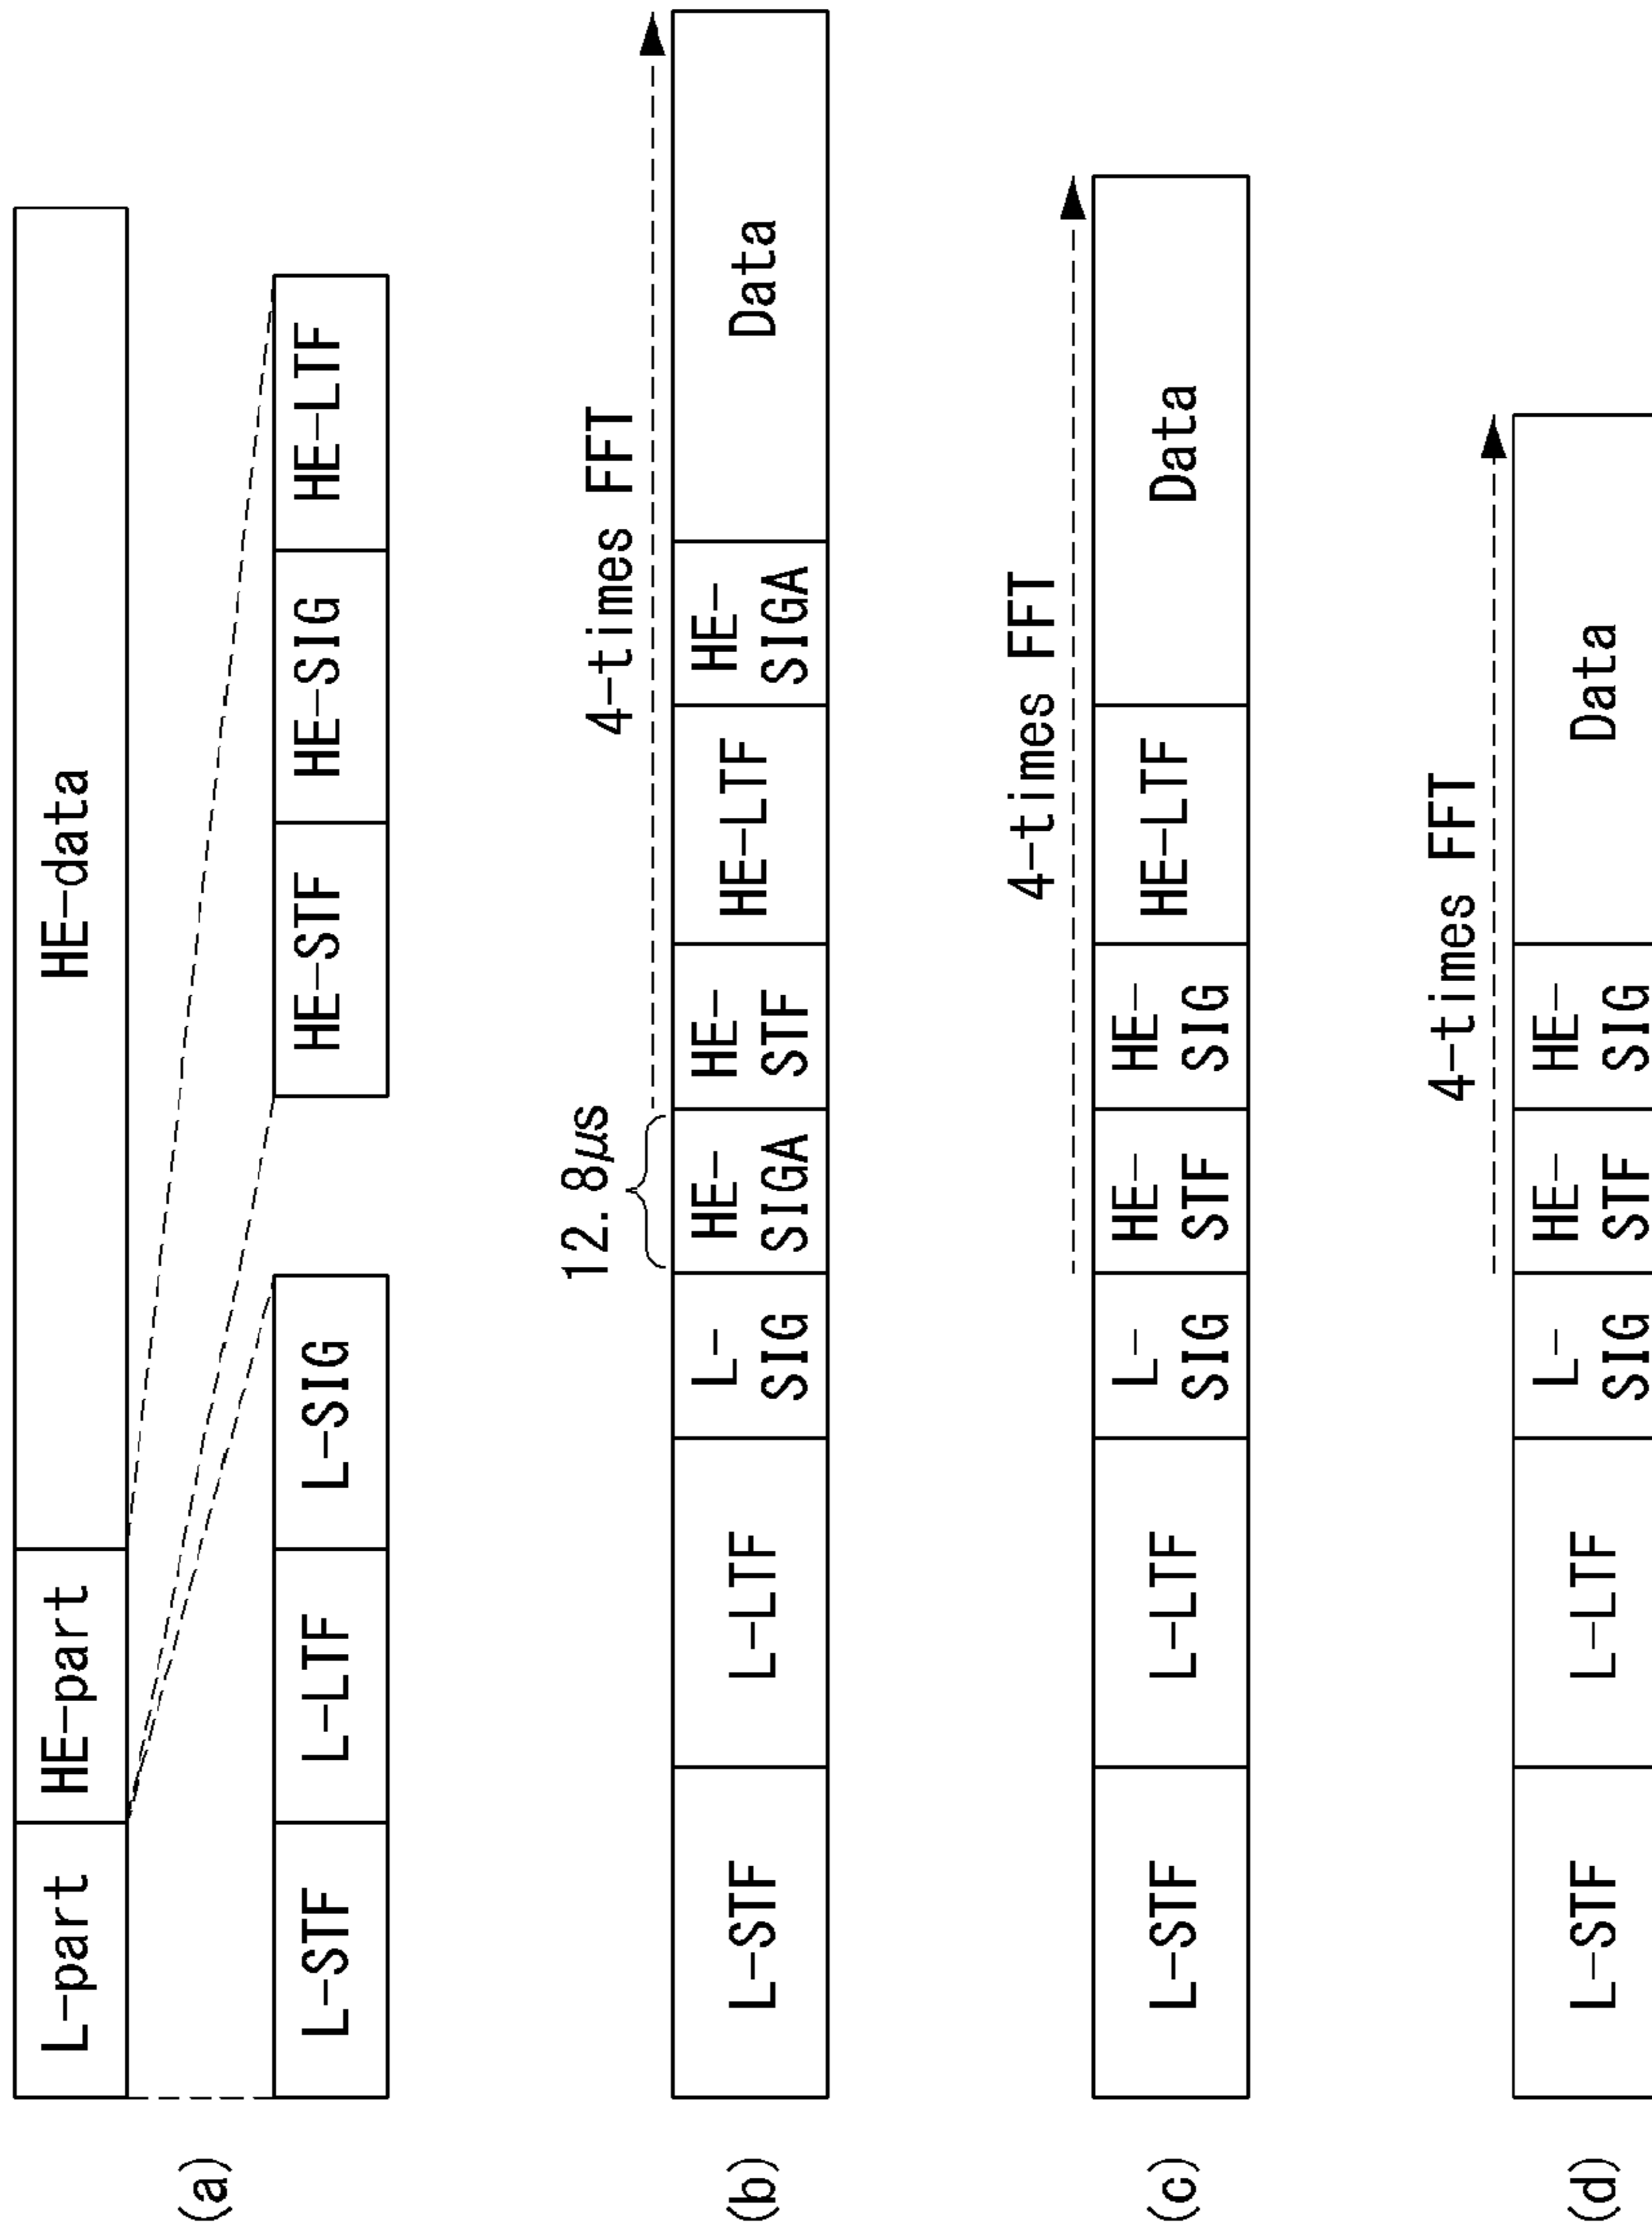 L-part HE-part HE-data
L-STF L-LTF L-SIG HE-STF HE-SIG HE-LTF
(a)
12.8μs 4-times FFT
L-STF L-LTF L- SIG HE- SIGA HE- STF HE-LTF HE- SIGA Data
(b)
4-times FFT
L-STF L-LTF L- SIG HE- STF HE- SIG HE-LTF Data
(c)
4-times FFT
L-STF L-LTF L- SIG HE- STF HE- SIG Data
(d)